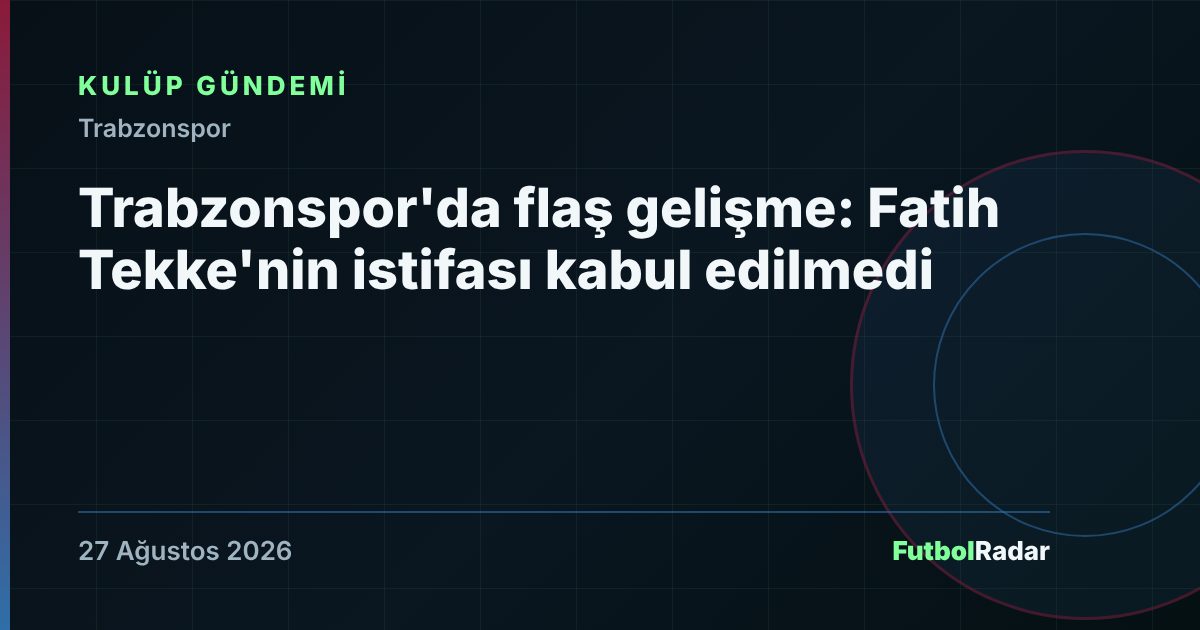 KULÜP GÜNDEMİ
Trabzonspor
Trabzonspor'da flaş gelişme: Fatih
Tekke'nin istifası kabul edilmedi
27 Ağustos 2026
FutbolRadar